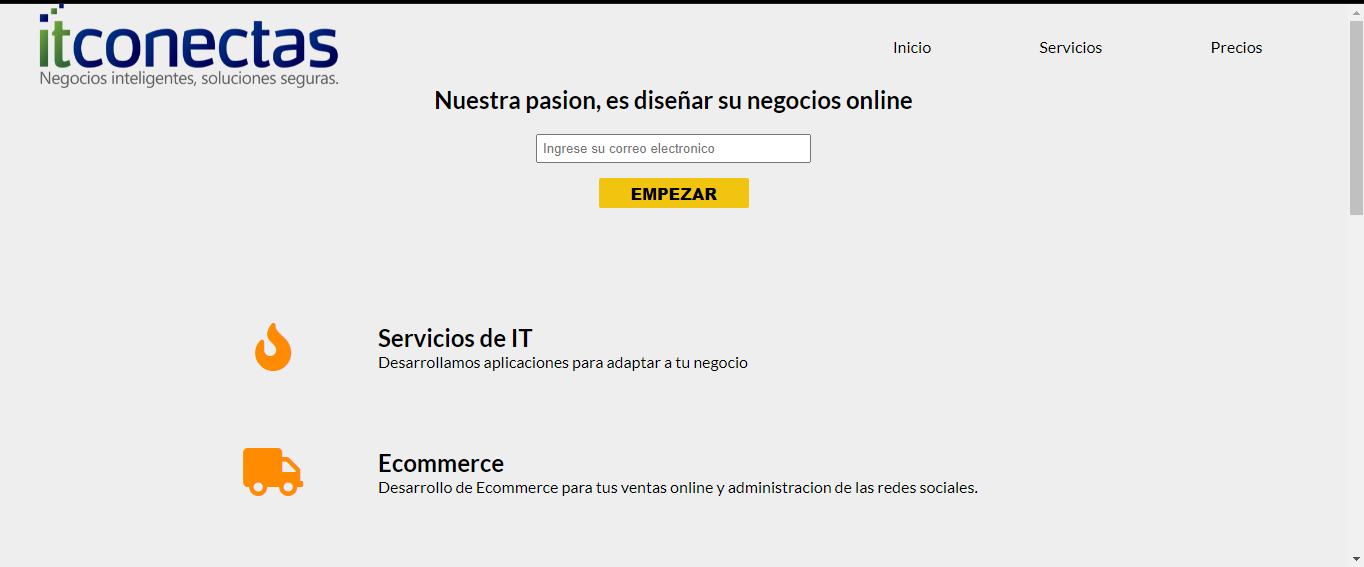 itconectas
Negocios inteligentes, soluciones seguras.
Inicio
Servicios
Precios
Nuestra pasion, es diseñar su negocios online
Ingrese su correo electronico
EMPEZAR
Servicios de IT
Desarrollamos aplicaciones para adaptar a tu negocio
Ecommerce
Desarrollo de Ecommerce para tus ventas online y administracion de las redes sociales.